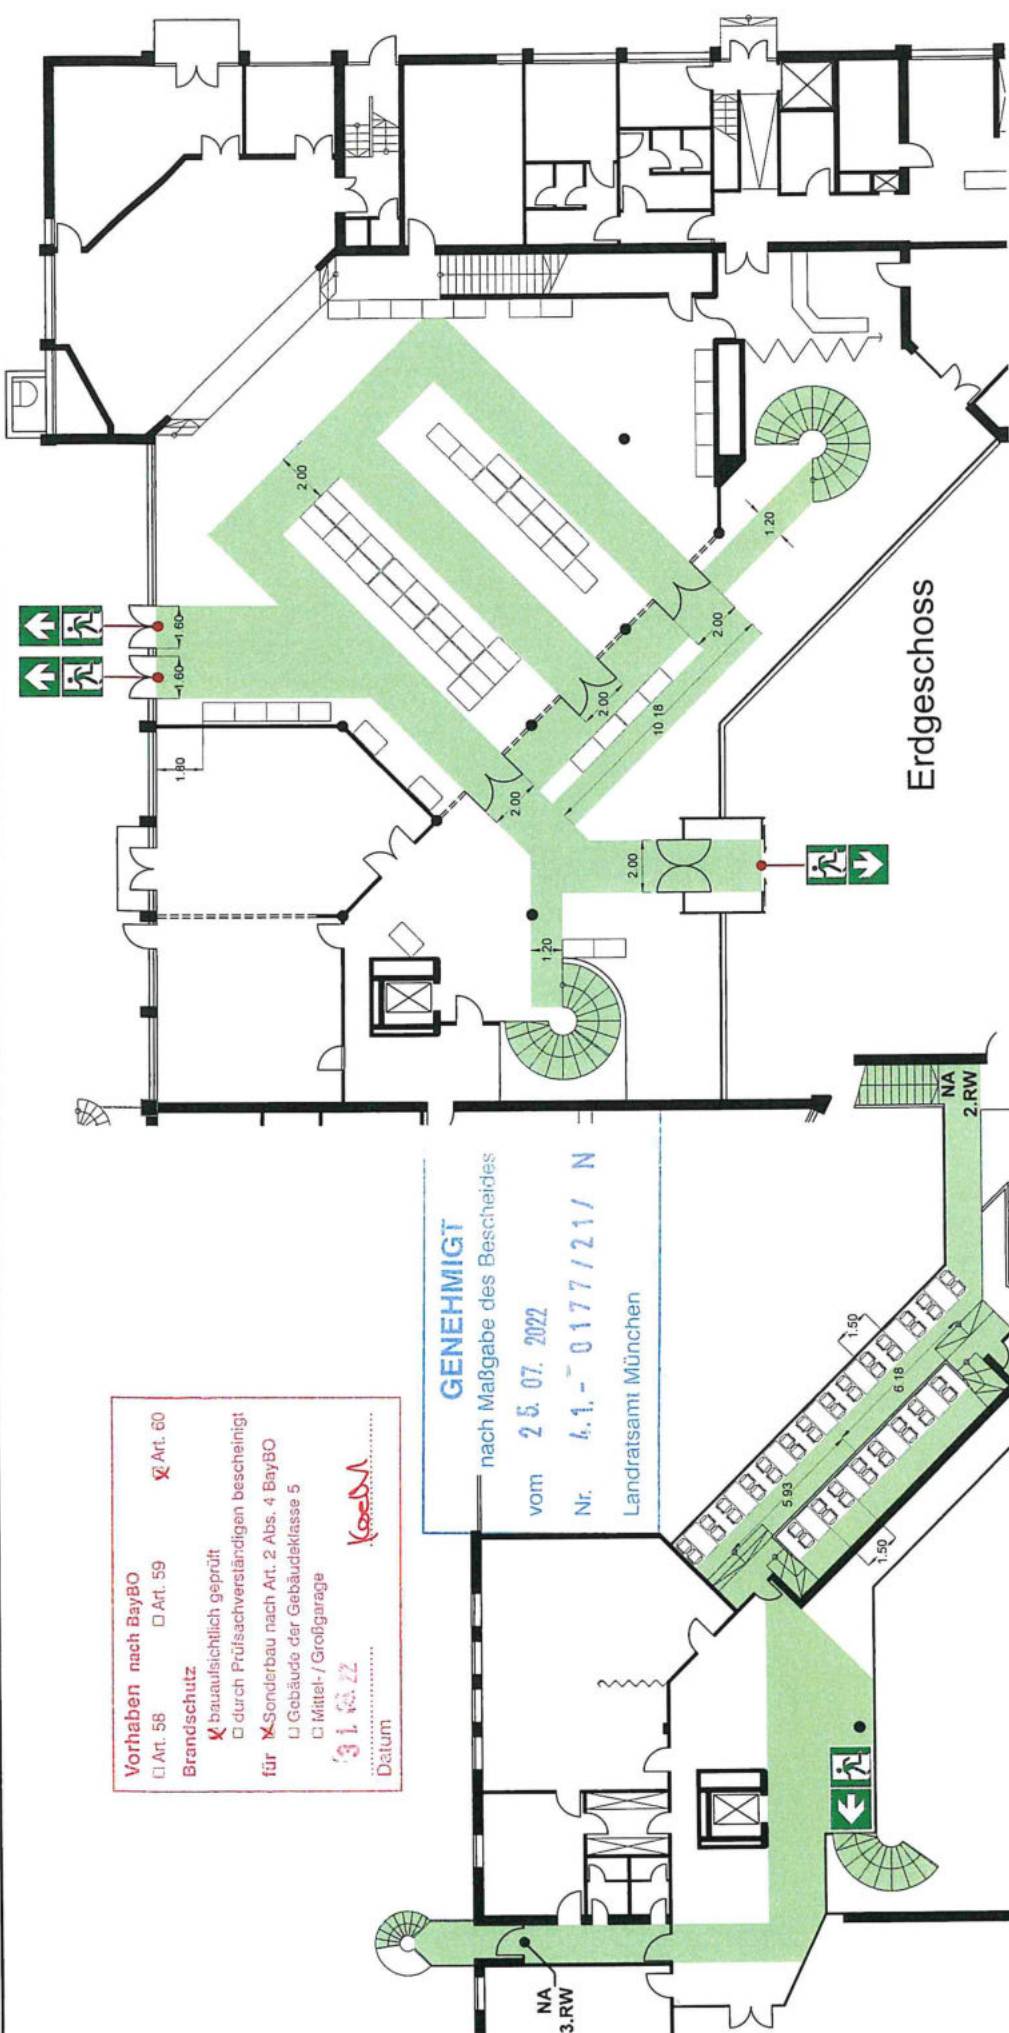 Vorhaben nach BayBO
☐ Art. 58 ☐ Art. 59 ☒ Art. 60
Brandschutz
☒ bauaufsichtlich geprüft
☐ durch Prüfsachverständigen bescheinigt
für ☒ Sonderbau nach Art. 2 Abs. 4 BayBO
☐ Gebäude der Gebäudeklasse 5
☐ Mittel- / Großgarage
Datum
GENEHMIGT
nach Maßgabe des Bescheides
vom 07. 2022
Nr. 4.1.- 0177/21/ N
Landratsamt München
1.60
1.60
1.80
2.00
2.00
2.00
2.00
10.18
1.20
2.00
1.20
Erdgeschoss
NA
2.RW
1.50
6.18
5.93
1.50
NA
3.RW